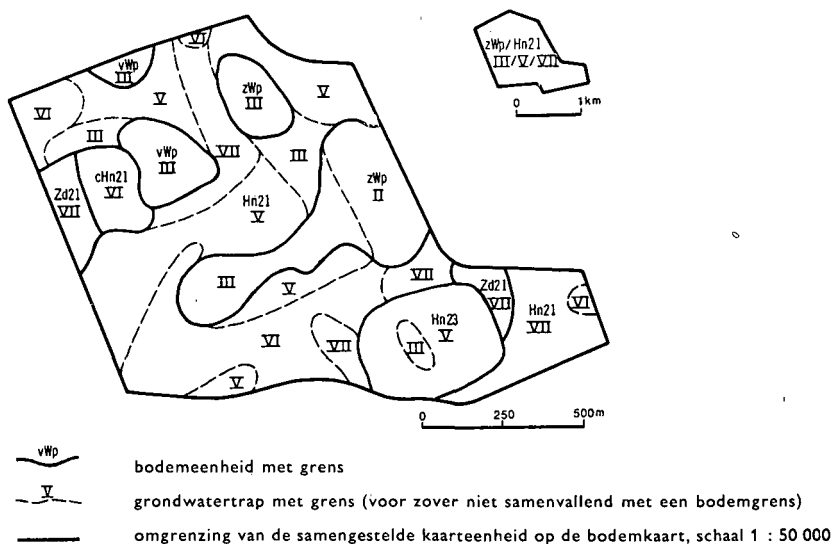 VI
vWp
III
V
VI
III
zWp
III
V
zWp/Hn21
III/V/VII
0 1km
vWp
III
VII
III
cHn21
VI
Zd21
VII
Hn21
V
zWp
II
III
V
VII
Zd21
VII
Hn21
VII
VI
Hn23
V
III
VI
VII
V
0 250 500m
vWp bodemeenheid met grens
V grondwatertrap met grens (voor zover niet samenvallend met een bodemgrens)
omgrenzing van de samengestelde kaarteenheid op de bodemkaart, schaal 1 : 50 000